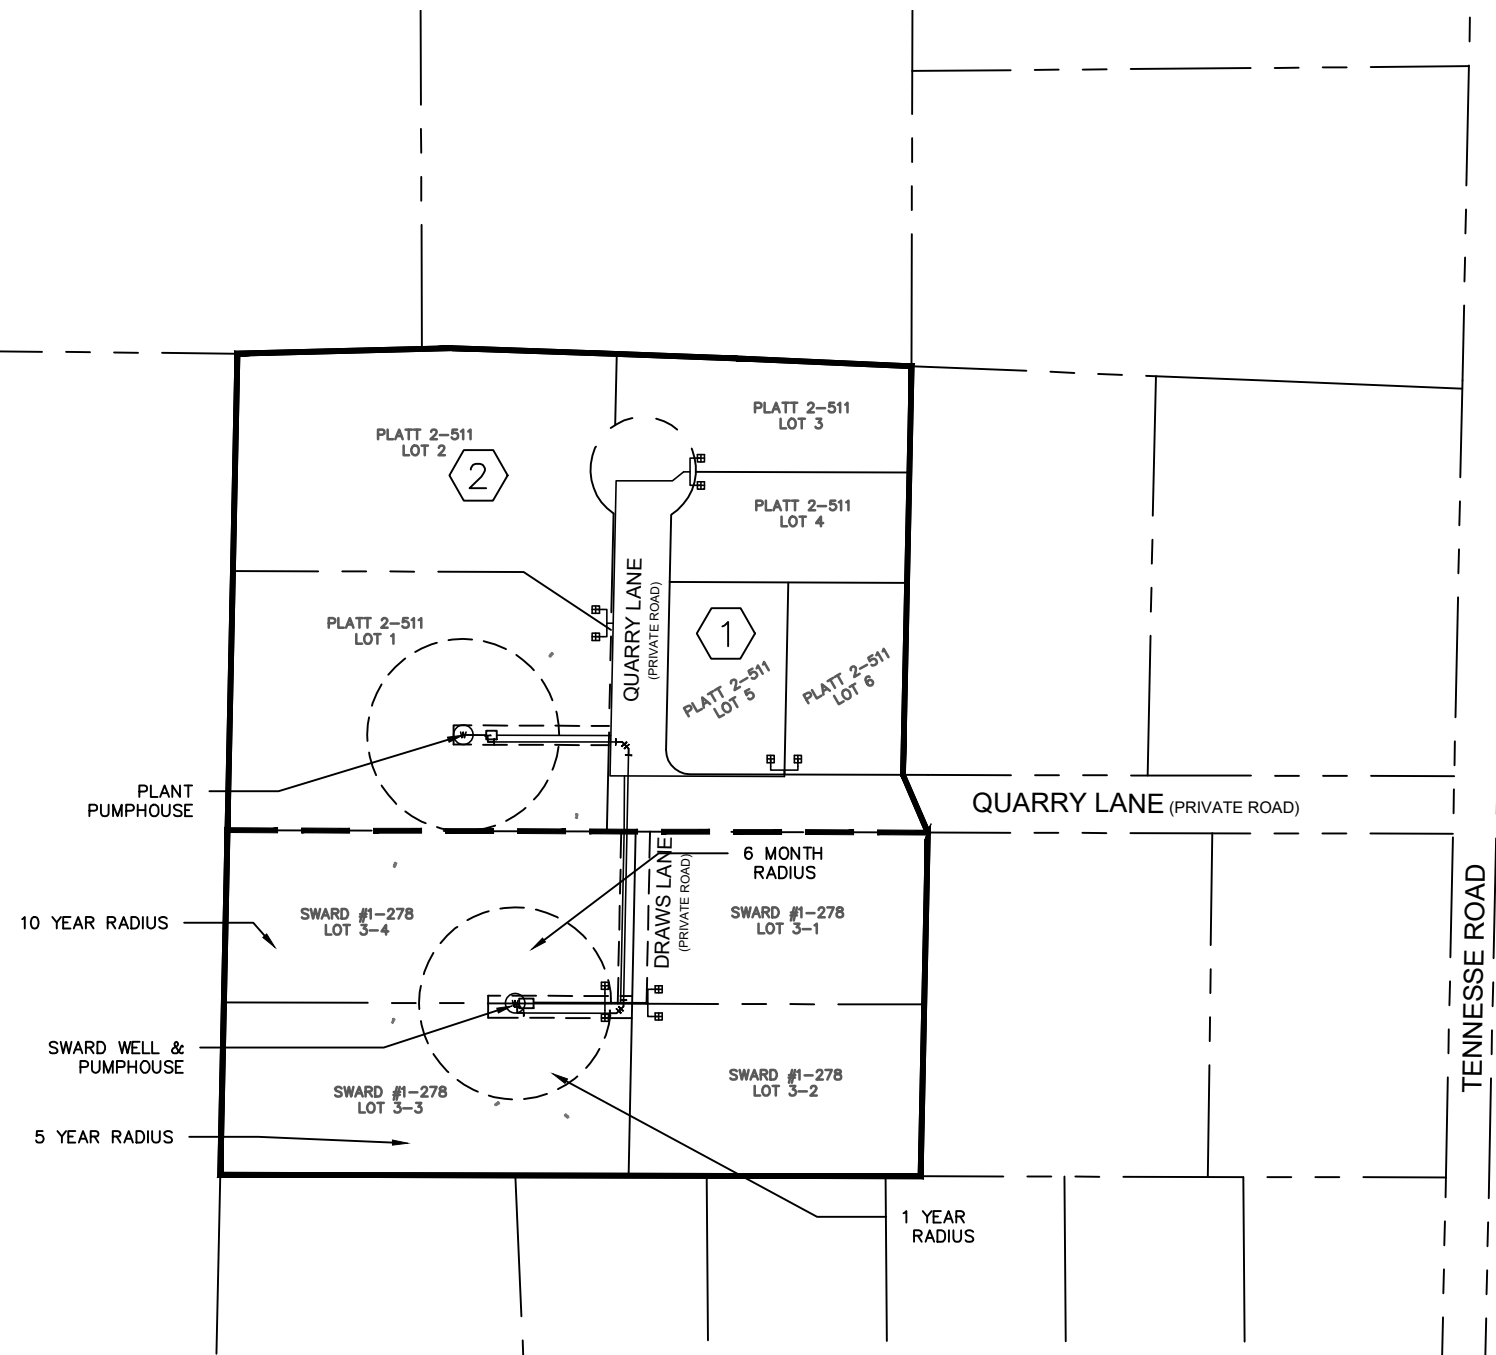 PLATT 2-511
LOT 3
PLATT 2-511
LOT 2
2
PLATT 2-511
LOT 4
QUARRY LANE
(PRIVATE ROAD)
PLATT 2-511
LOT 1
1
PLATT 2-511
LOT 5
PLATT 2-511
LOT 6
W
PLANT
PUMPHOUSE
QUARRY LANE (PRIVATE ROAD)
6 MONTH
RADIUS
DRAWS LANE
(PRIVATE ROAD)
10 YEAR RADIUS
SWARD #1-278
LOT 3-4
SWARD #1-278
LOT 3-1
TENNESSE ROAD
W
SWARD WELL &
PUMPHOUSE
SWARD #1-278
LOT 3-3
SWARD #1-278
LOT 3-2
5 YEAR RADIUS
1 YEAR
RADIUS